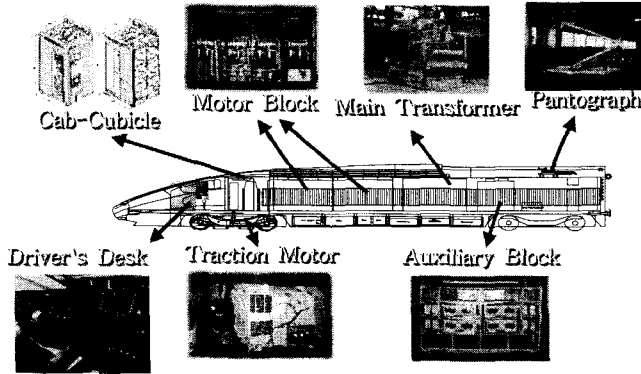 Cab-Cubicle
Motor Block
Main Transformer
Pantograph
Driver's Desk
Traction Motor
Auxiliary Block